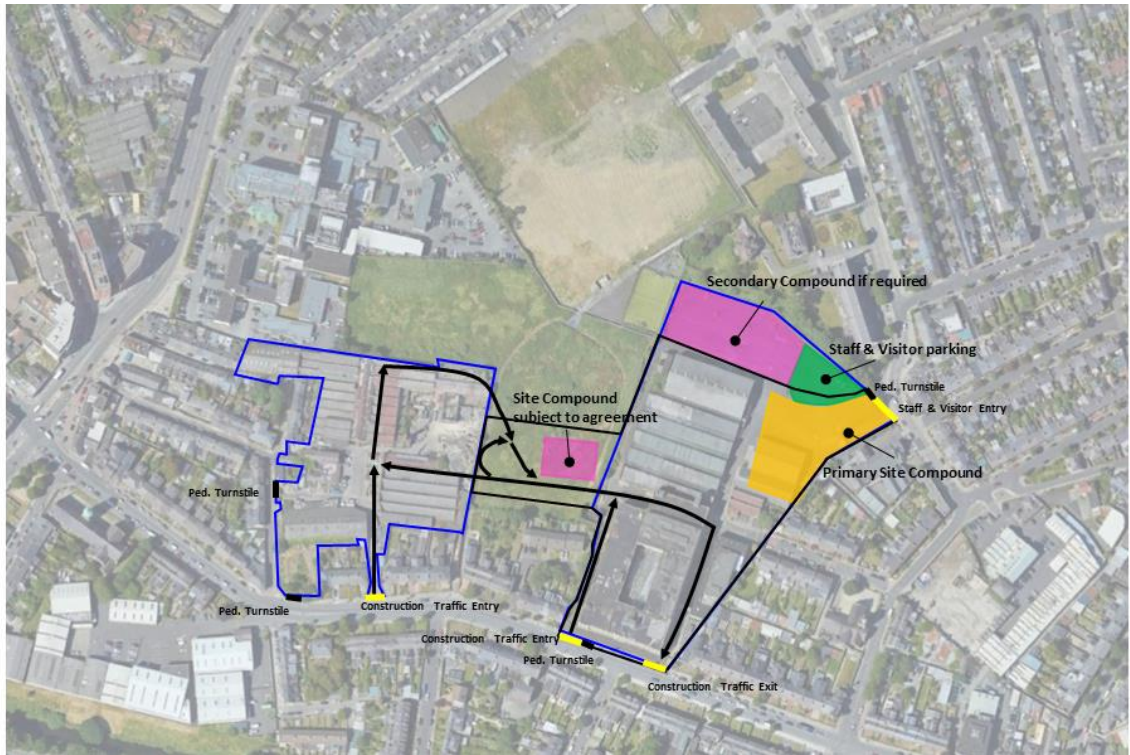 Secondary Compound if required
Staff & Visitor parking
Ped. Turnstile
Staff & Visitor Entry
Site Compound
subject to agreement
Primary Site Compound
Ped. Turnstile
Ped. Turnstile
Construction Traffic Entry
Construction Traffic Entry
Ped. Turnstile
Construction Traffic Exit